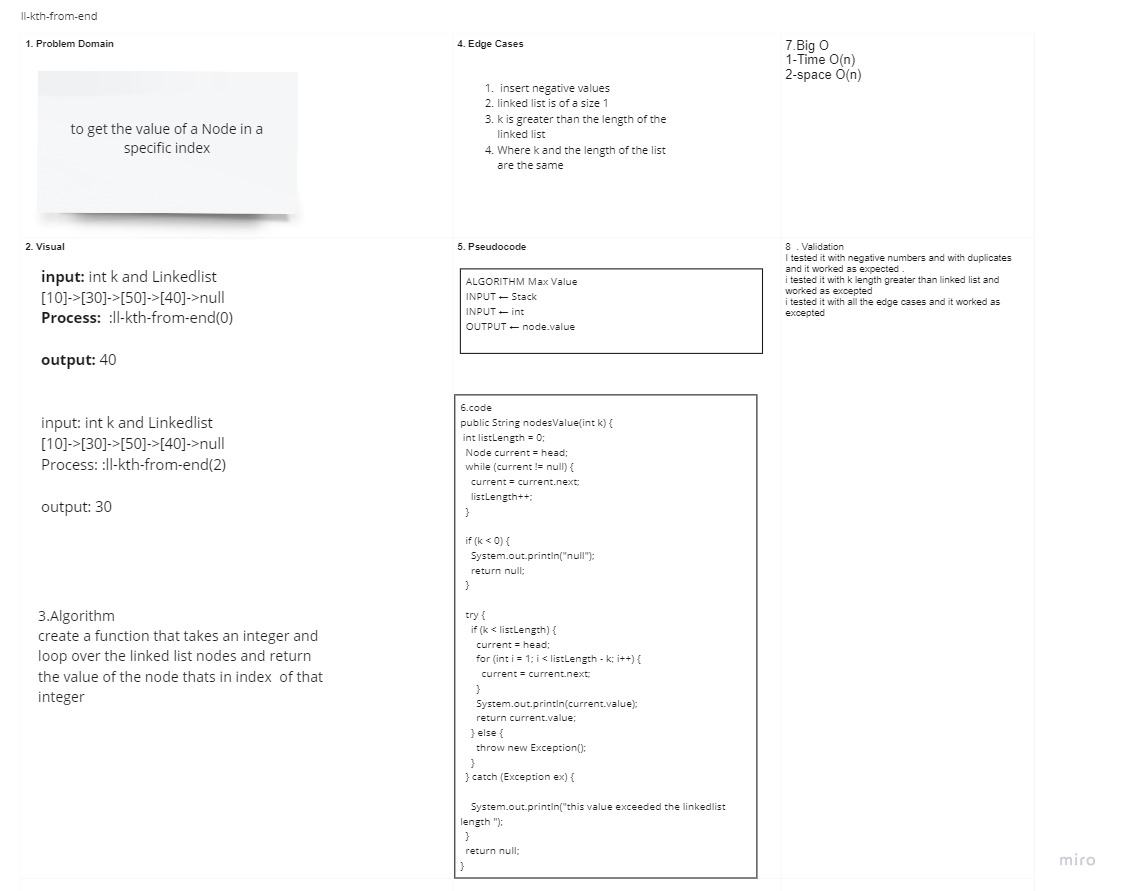 ll-kth-from-end
1. Problem Domain
to get the value of a Node in a
specific index
2. Visual
input: int k and Linkedlist
[10]->[30]->[50]->[40]->null
Process:  :ll-kth-from-end(0)
output: 40
input: int k and Linkedlist
[10]->[30]->[50]->[40]->null
Process: :ll-kth-from-end(2)
output: 30
3.Algorithm
create a function that takes an integer and
loop over the linked list nodes and return
the value of the node thats in index  of that
integer
4. Edge Cases
1.  insert negative values
2. linked list is of a size 1
3. k is greater than the length of the
linked list
4. Where k and the length of the list
are the same
5. Pseudocode
ALGORITHM Max Value
INPUT ← Stack
INPUT ← int
OUTPUT ← node.value
6.code
public String nodesValue(int k) {
int listLength = 0;
Node current = head;
while (current != null) {
current = current.next;
listLength++;
}
if (k < 0) {
System.out.println("null");
return null;
}
try {
if (k < listLength) {
current = head;
for (int i = 1; i < listLength - k; i++) {
current = current.next;
}
System.out.println(current.value);
return current.value;
} else {
throw new Exception();
}
} catch (Exception ex) {
System.out.println("this value exceeded the linkedlist
length ");
}
return null;
}
7.Big O
1-Time O(n)
2-space O(n)
8  . Validation
I tested it with negative numbers and with duplicates
and it worked as expected .
i tested it with k length greater than linked list and
worked as excepted
i tested it with all the edge cases and it worked as
excepted
miro